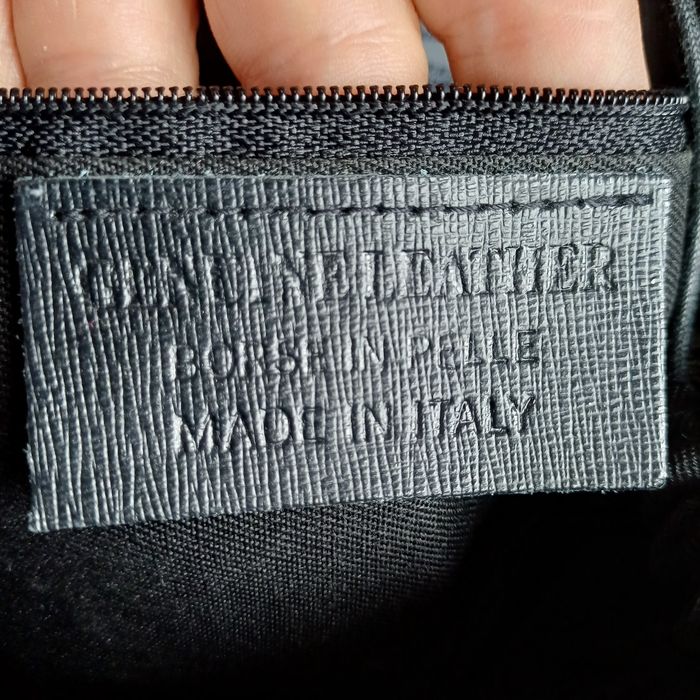 GENUINE LEATHER
BORSE IN PELLE
MADE IN ITALY